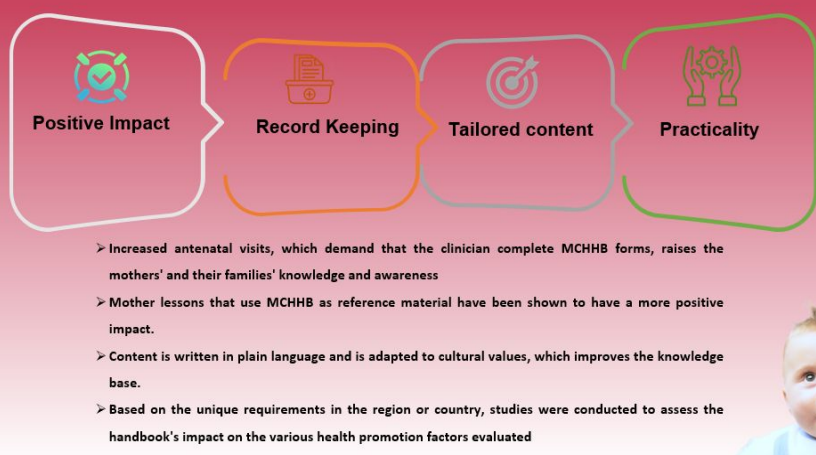 Positive Impact
Record Keeping
Tailored content
Practicality
➢ Increased antenatal visits, which demand that the clinician complete MCHHB forms, raises the
mothers' and their families' knowledge and awareness
➢ Mother lessons that use MCHHB as reference material have been shown to have a more positive
impact.
➢ Content is written in plain language and is adapted to cultural values, which improves the knowledge
base.
➢ Based on the unique requirements in the region or country, studies were conducted to assess the
handbook's impact on the various health promotion factors evaluated